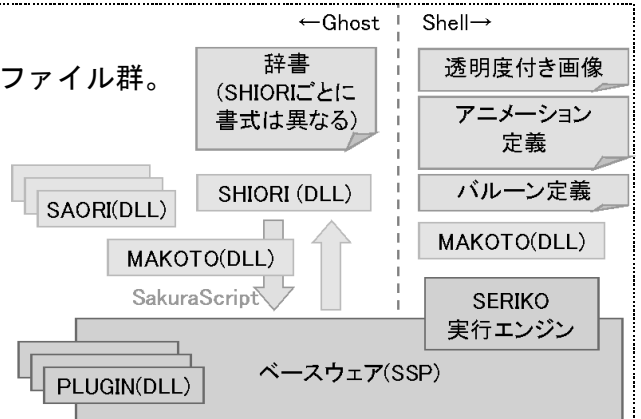 ←Ghost
Shell→
ファイル群。
辞書
(SHIORIごとに
書式は異なる)
透明度付き画像
アニメーション
定義
バルーン定義
SAORI(DLL)
SHIORI (DLL)
MAKOTO(DLL)
MAKOTO(DLL)
SakuraScript
SERIKO
実行エンジン
ベースウェア(SSP)
PLUGIN(DLL)